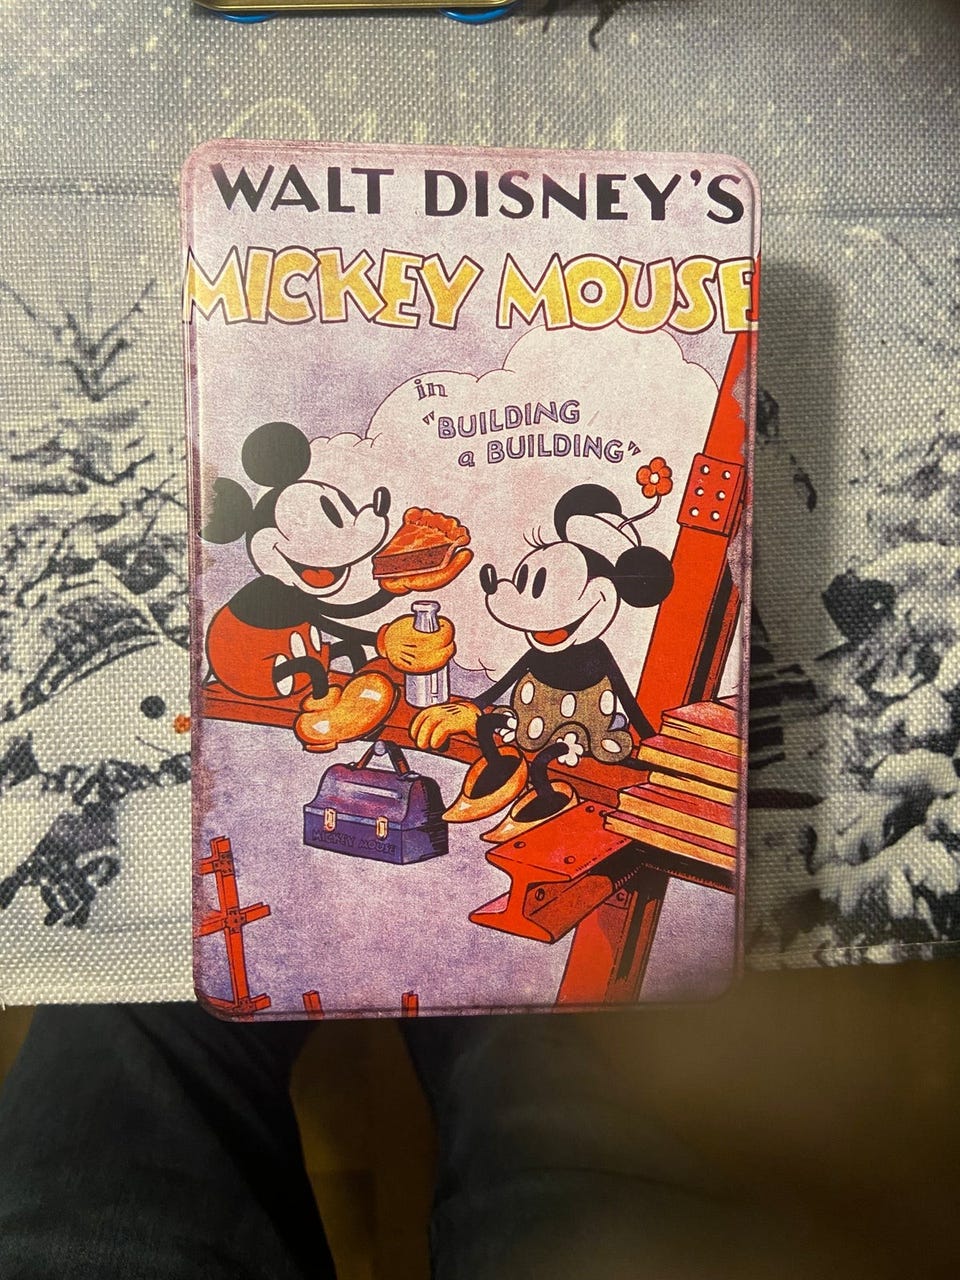 WALT DISNEY'S
MICKEY MOUSE
in
"BUILDING
a BUILDING"
MICKEY MOUSE